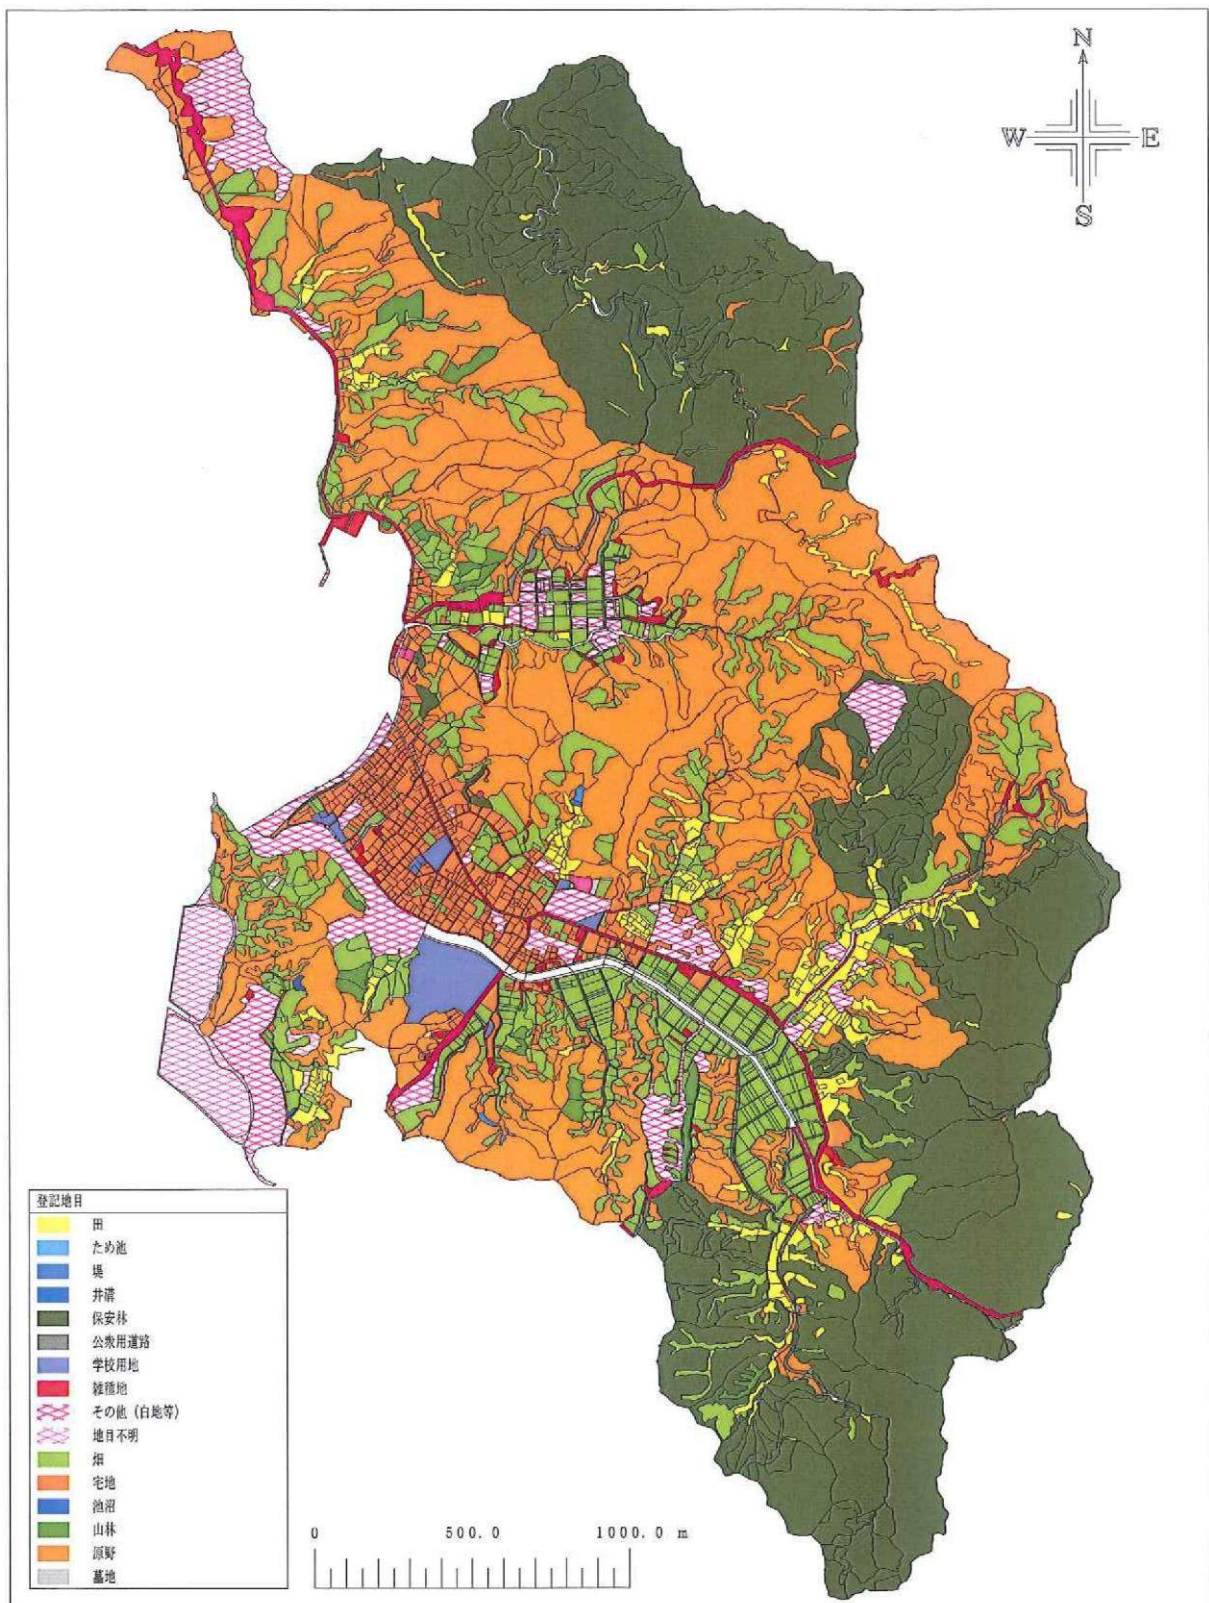 N
W E
S
登記地目
田
ため池
堤
井溝
保安林
公衆用道路
学校用地
雑種地
その他（白地等）
地目不明
畑
宅地
池沼
山林
原野
墓地
0 500.0 1000.0 m